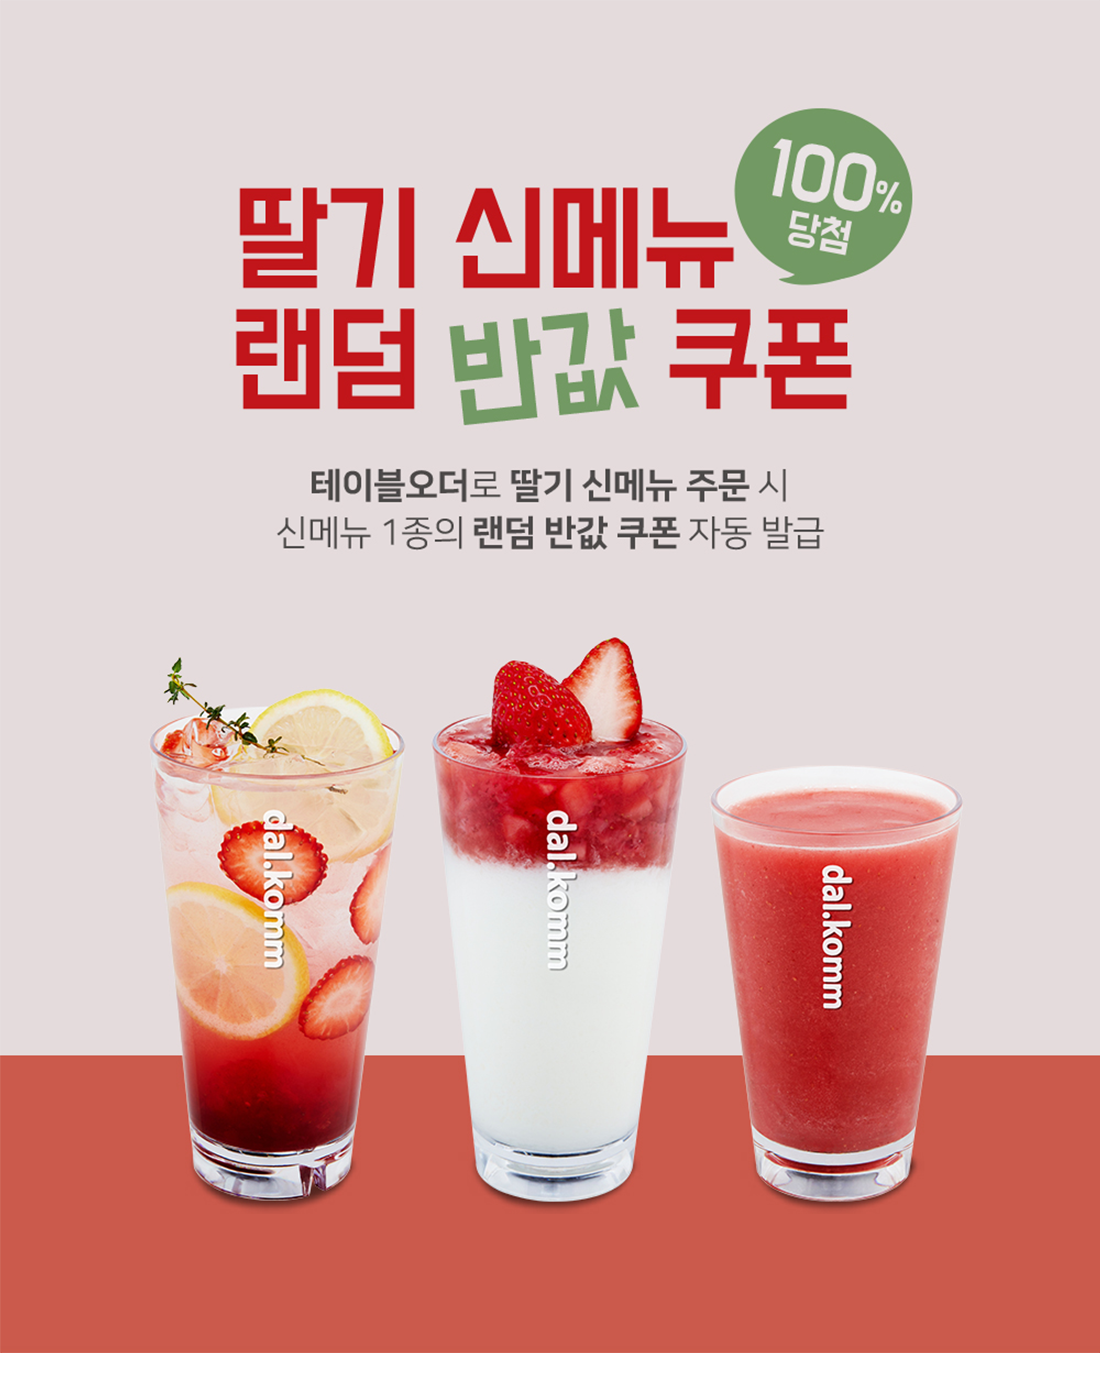 100%
당첨
딸기 신메뉴
랜덤 반값 쿠폰
테이블오더로 딸기 신메뉴 주문 시
신메뉴 1종의 랜덤 반값 쿠폰 자동 발급
dal.komm
dal.komm
dal.komm